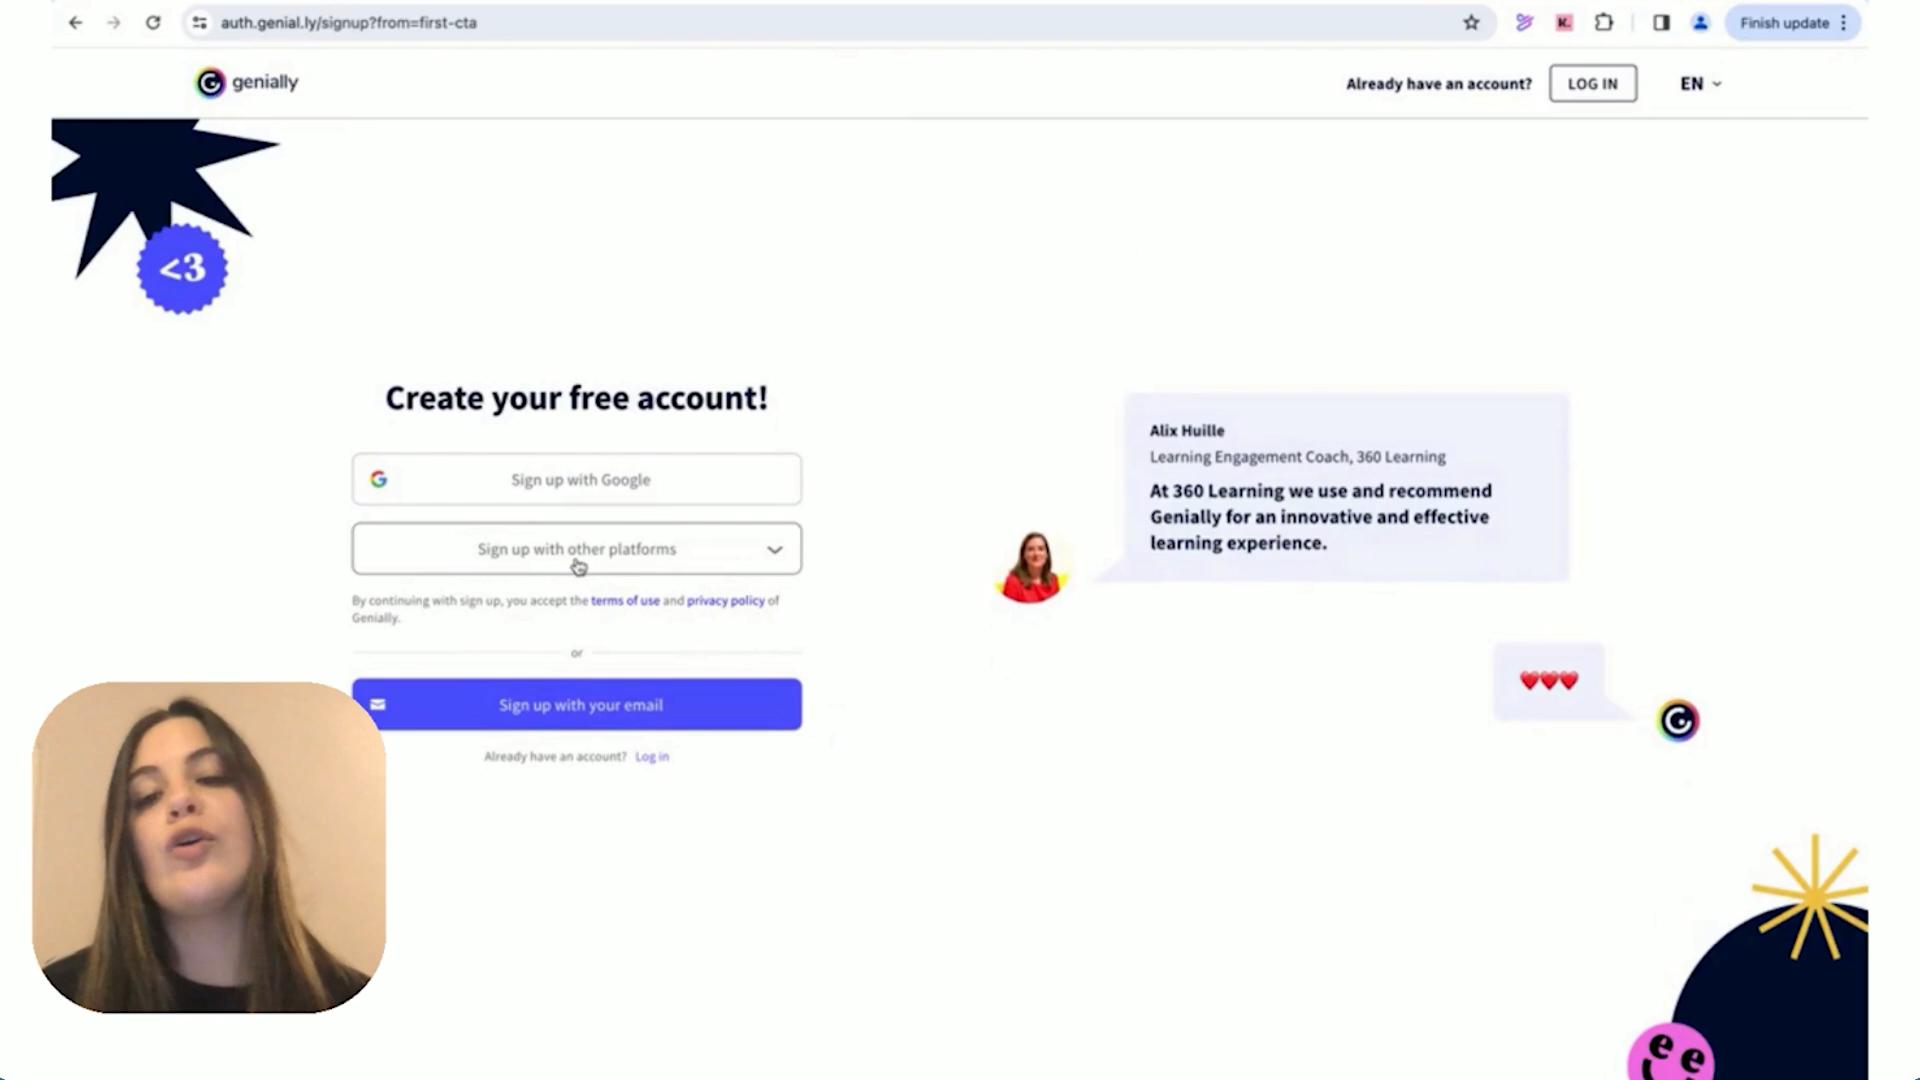 auth.genial.ly/signup?from=first-cta
K.
Finish update
genially
Already have an account?
LOG IN
EN
<3
Create your free account!
Sign up with Google
Sign up with other platforms
By continuing with sign up, you accept the terms of use and privacy policy of
Genially.
or
Sign up with your email
Already have an account? Log in
Alix Huille
Learning Engagement Coach, 360 Learning
At 360 Learning we use and recommend
Genially for an innovative and effective
learning experience.